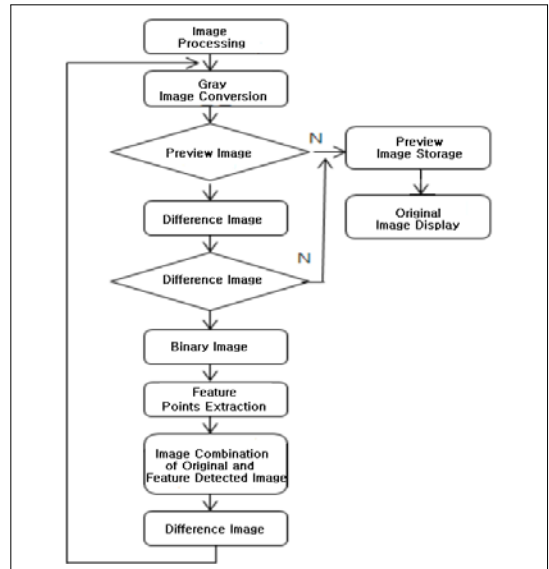 Image
Processing
Gray
Image Conversion
Preview Image
N
Preview
Image Storage
Difference Image
Original
Image Display
N
Difference Image
Binary Image
Feature
Points Extraction
Image Combination
of Original and
Feature Detected Image
Difference Image